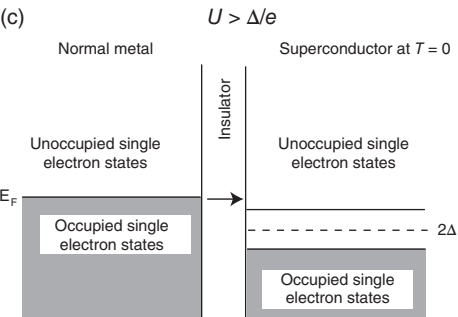 (c)
U > Δ/e
Normal metal
Superconductor at T = 0
Insulator
Unoccupied single
electron states
Unoccupied single
electron states
E_F
Occupied single
electron states
2Δ
Occupied single
electron states